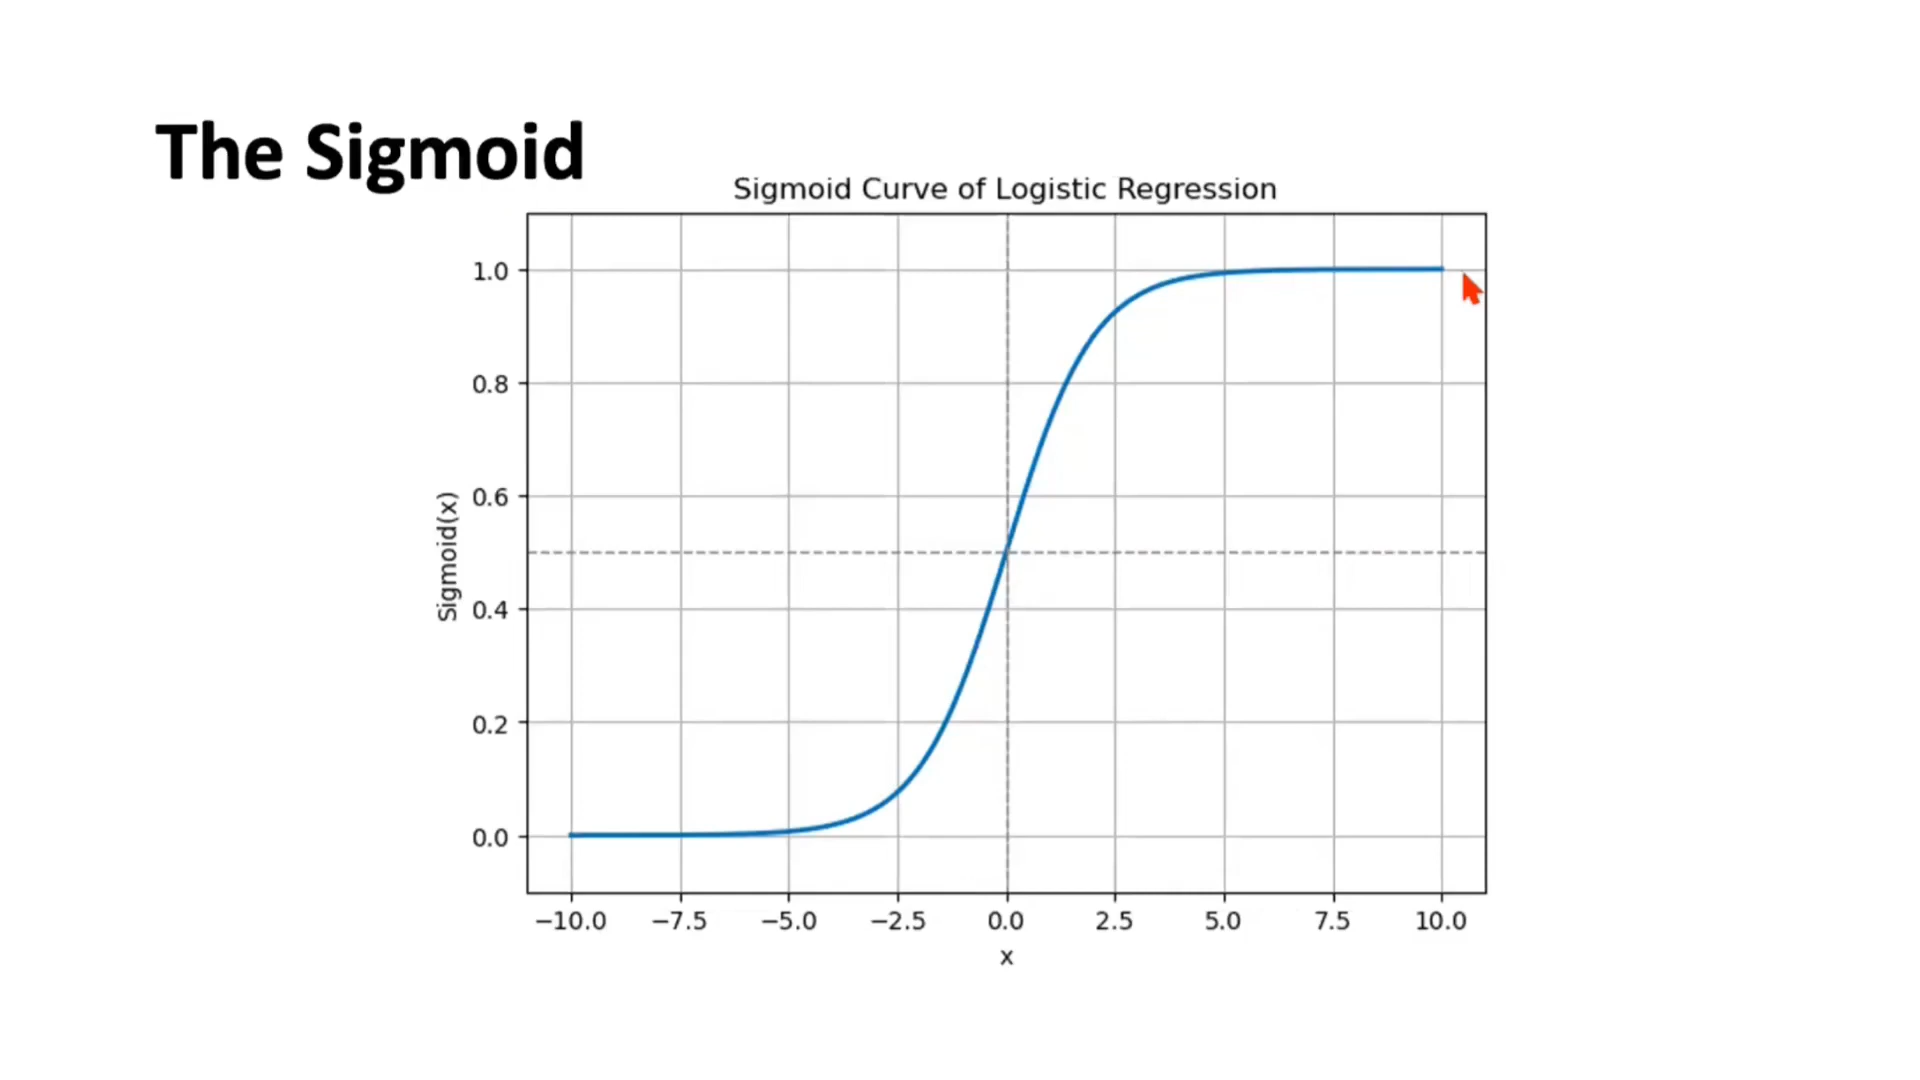 The Sigmoid
Sigmoid Curve of Logistic Regression
1.0
0.8
0.6
0.4
0.2
0.0
Sigmoid(x)
−10.0 −7.5 −5.0 −2.5 0.0 2.5 5.0 7.5 10.0
x